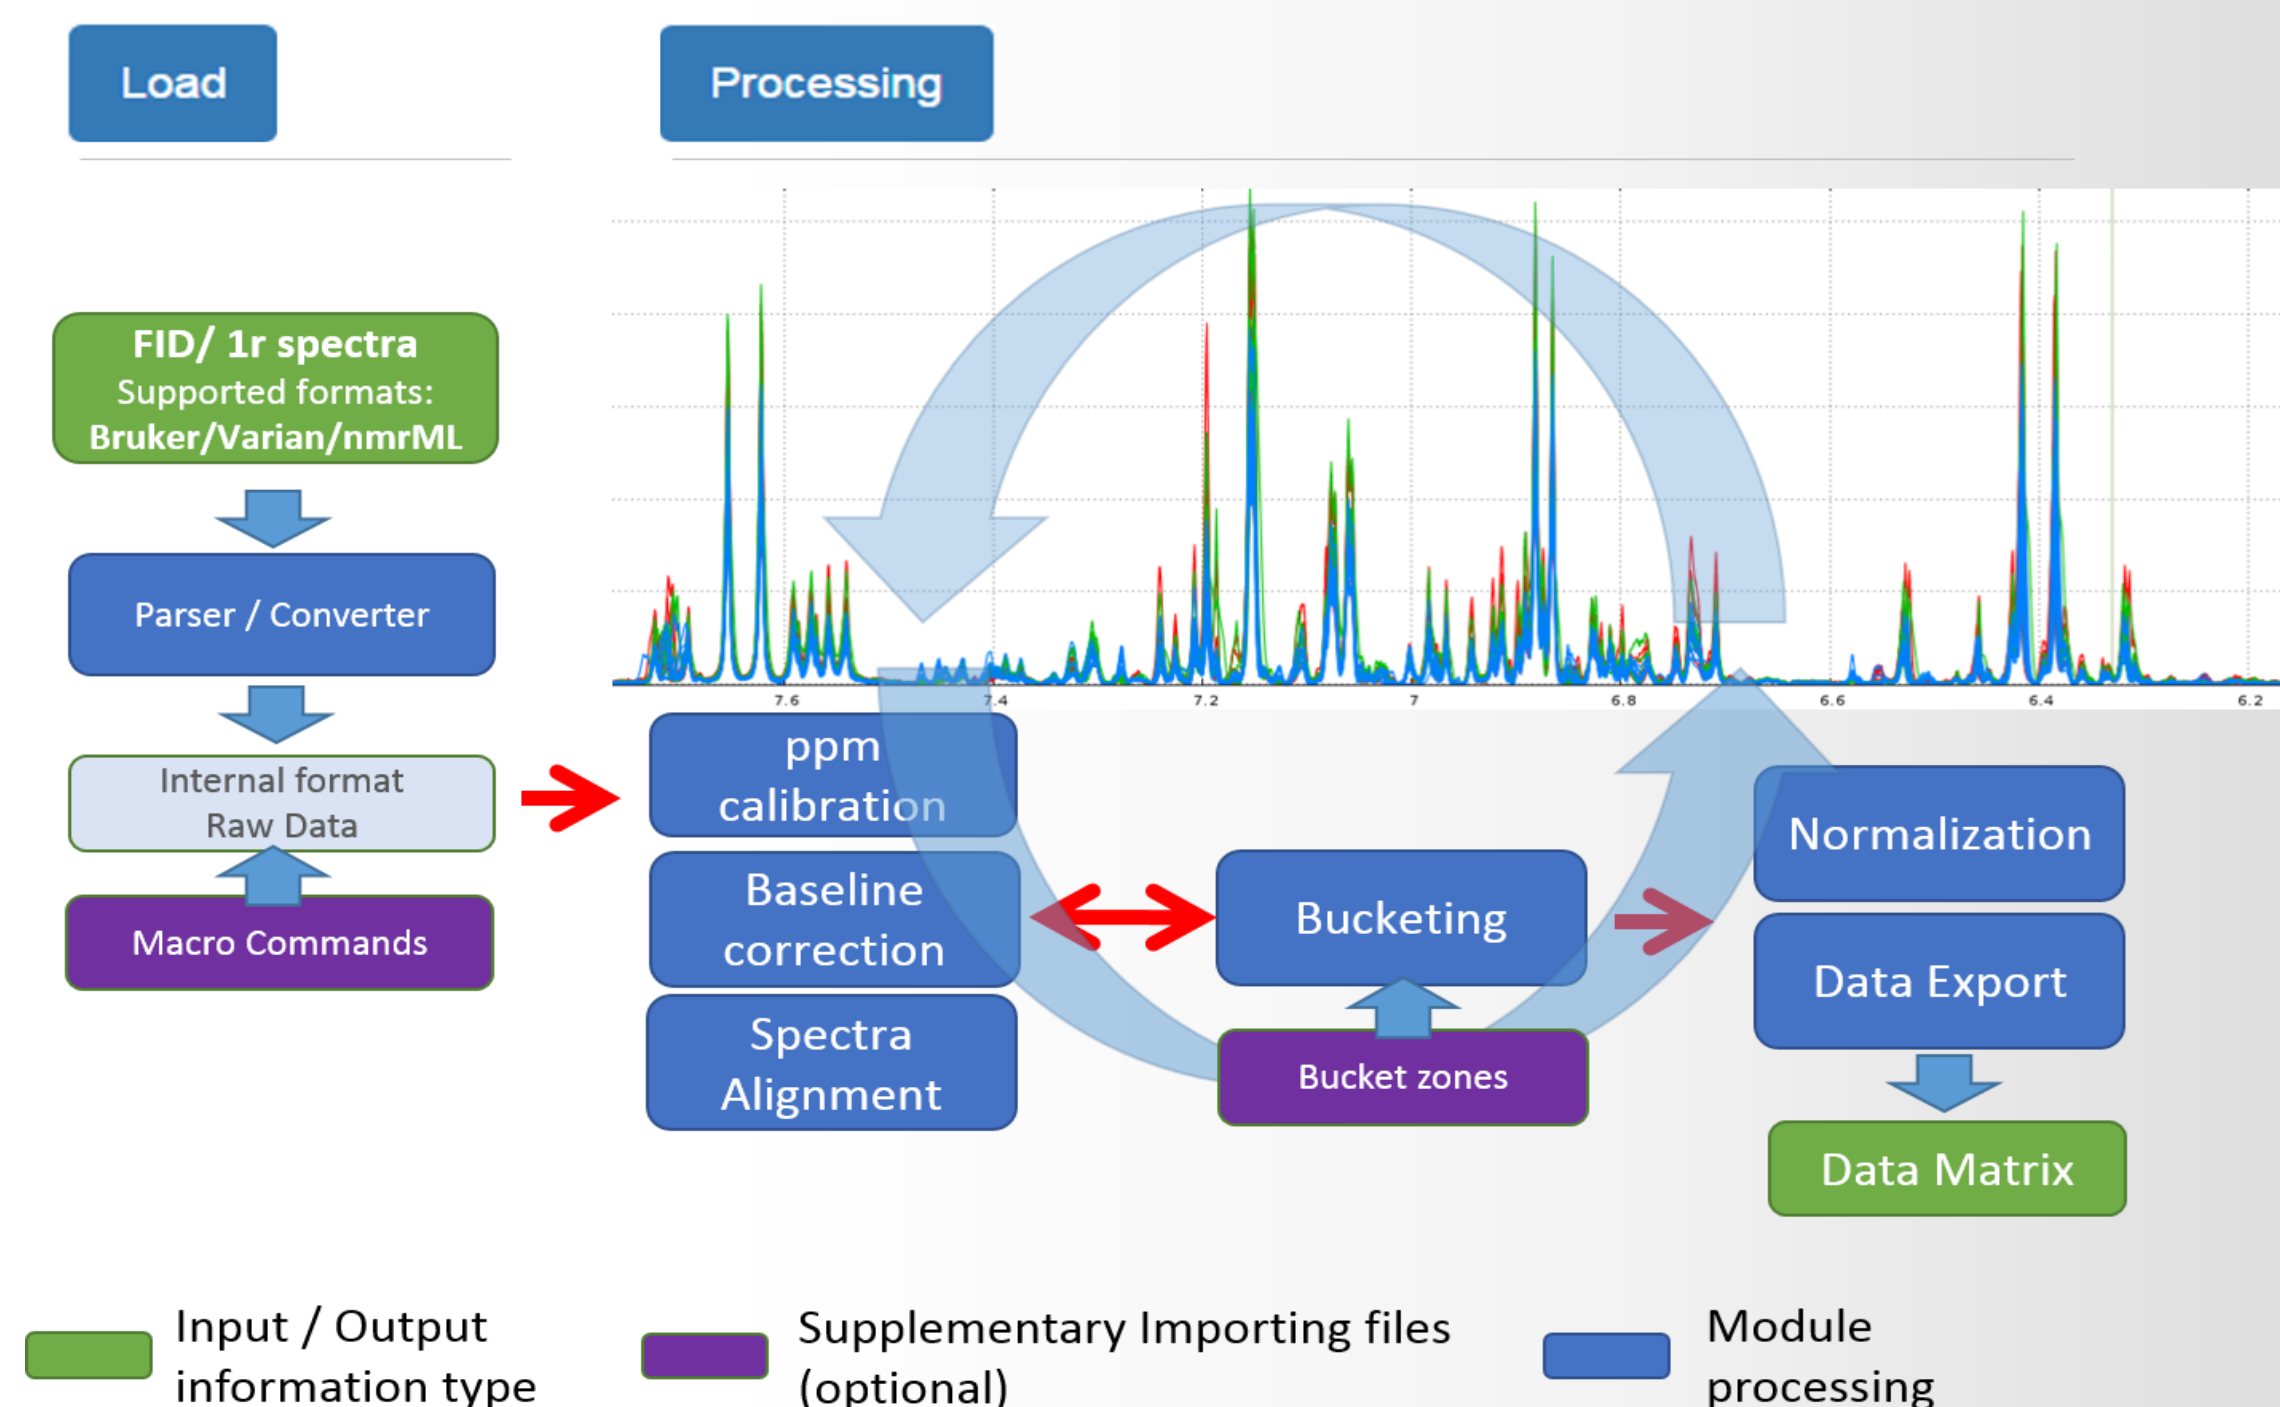 Load
Processing
FID/ 1r spectra
Supported formats:
Bruker/Varian/nmrML
Parser / Converter
Internal format
Raw Data
Macro Commands
7.6
7.4
7.2
7
6.8
6.6
6.4
6.2
ppm
calibration
Baseline
correction
Spectra
Alignment
Bucketing
Bucket zones
Normalization
Data Export
Data Matrix
Input / Output
information type
Supplementary Importing files
(optional)
Module
processing